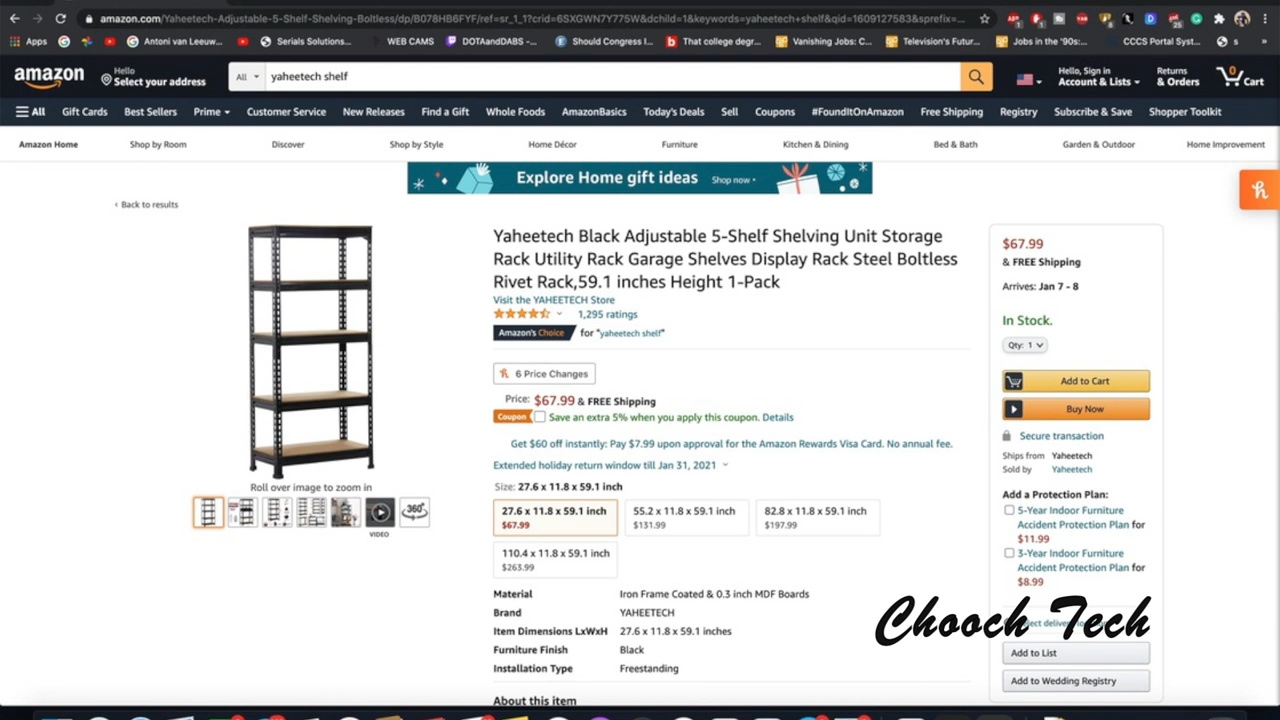 amazon.com/Yaheetech-Adjustable-5-Shelf-Shelving-Boltless/dp/B078HB6FYF/ref=sr_1_1?crid=6SXGWN7Y775W&dchild=1&keywords=yaheetech+shelf&qid=1609127583&sprefix=...
Apps Antoni van Leeuw... Serials Solutions... WEB CAMS DOTAandDABS -... Should Congress I... That college degr... Vanishing Jobs: C... Television's Futur... Jobs in the '90s:... CCCS Portal Syst... s
amazon
Hello
Select your address
All
yaheetech shelf
Hello, Sign in
Account & Lists
Returns
& Orders
0
Cart
All Gift Cards Best Sellers Prime Customer Service New Releases Find a Gift Whole Foods AmazonBasics Today's Deals Sell Coupons #FoundItOnAmazon Free Shipping Registry Subscribe & Save Shopper Toolkit
Amazon Home Shop by Room Discover Shop by Style Home Décor Furniture Kitchen & Dining Bed & Bath Garden & Outdoor Home Improvement
Explore Home gift ideas Shop now ›
‹ Back to results
Yaheetech Black Adjustable 5-Shelf Shelving Unit Storage
Rack Utility Rack Garage Shelves Display Rack Steel Boltless
Rivet Rack,59.1 inches Height 1-Pack
Visit the YAHEETECH Store
1,295 ratings
Amazon's Choice for "yaheetech shelf"
6 Price Changes
Price: $67.99 & FREE Shipping
Coupon Save an extra 5% when you apply this coupon. Details
Get $60 off instantly: Pay $7.99 upon approval for the Amazon Rewards Visa Card. No annual fee.
Extended holiday return window till Jan 31, 2021
Size: 27.6 x 11.8 x 59.1 inch
27.6 x 11.8 x 59.1 inch
$67.99
55.2 x 11.8 x 59.1 inch
$131.99
82.8 x 11.8 x 59.1 inch
$197.99
110.4 x 11.8 x 59.1 inch
$263.99
Material Iron Frame Coated & 0.3 inch MDF Boards
Brand YAHEETECH
Item Dimensions LxWxH 27.6 x 11.8 x 59.1 inches
Furniture Finish Black
Installation Type Freestanding
About this item
Roll over image to zoom in
360°
VIDEO
$67.99
& FREE Shipping
Arrives: Jan 7 - 8
In Stock.
Qty: 1
Add to Cart
Buy Now
Secure transaction
Ships from Yaheetech
Sold by Yaheetech
Add a Protection Plan:
5-Year Indoor Furniture
Accident Protection Plan for
$11.99
3-Year Indoor Furniture
Accident Protection Plan for
$8.99
Chooch Tech
Add to List
Add to Wedding Registry